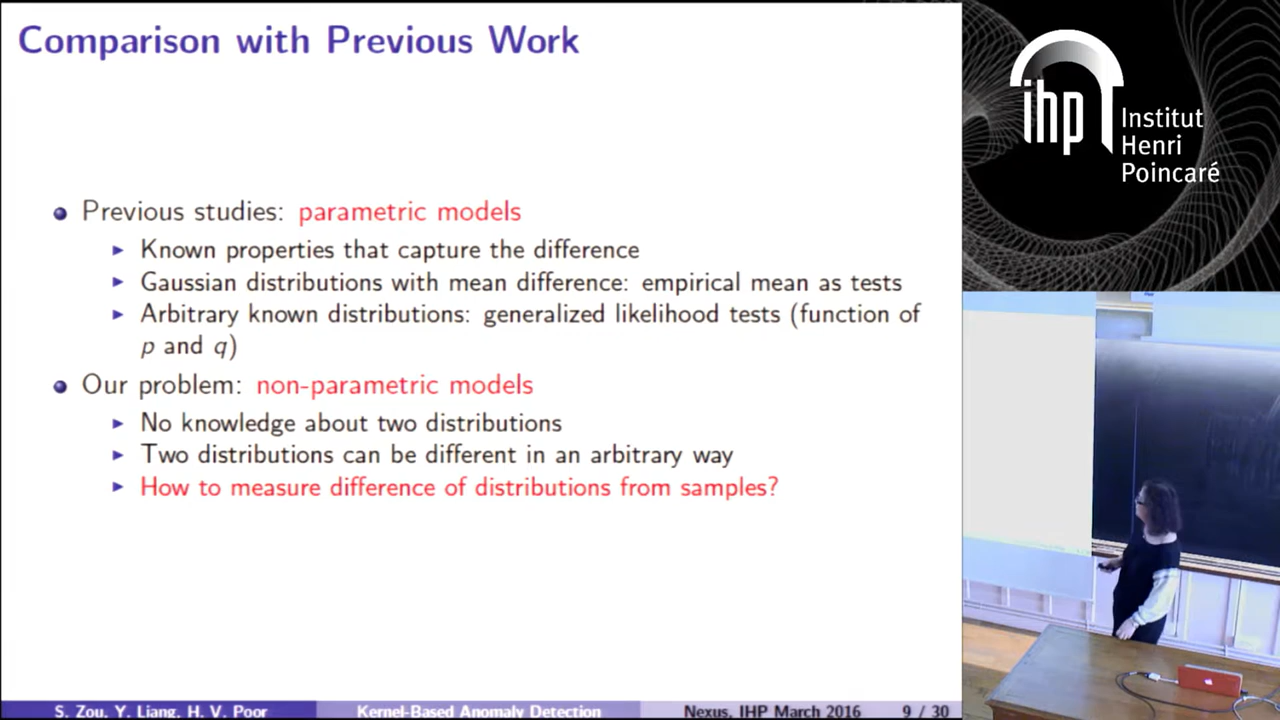 Comparison with Previous Work
Previous studies: parametric models
Known properties that capture the difference
Gaussian distributions with mean difference: empirical mean as tests
Arbitrary known distributions: generalized likelihood tests (function of
p and q)
Our problem: non-parametric models
No knowledge about two distributions
Two distributions can be different in an arbitrary way
How to measure difference of distributions from samples?
S. Zou, Y. Liang, H. V. Poor
Kernel-Based Anomaly Detection
Nexus, IHP March 2016
9 / 30
ihp
Institut
Henri
Poincaré